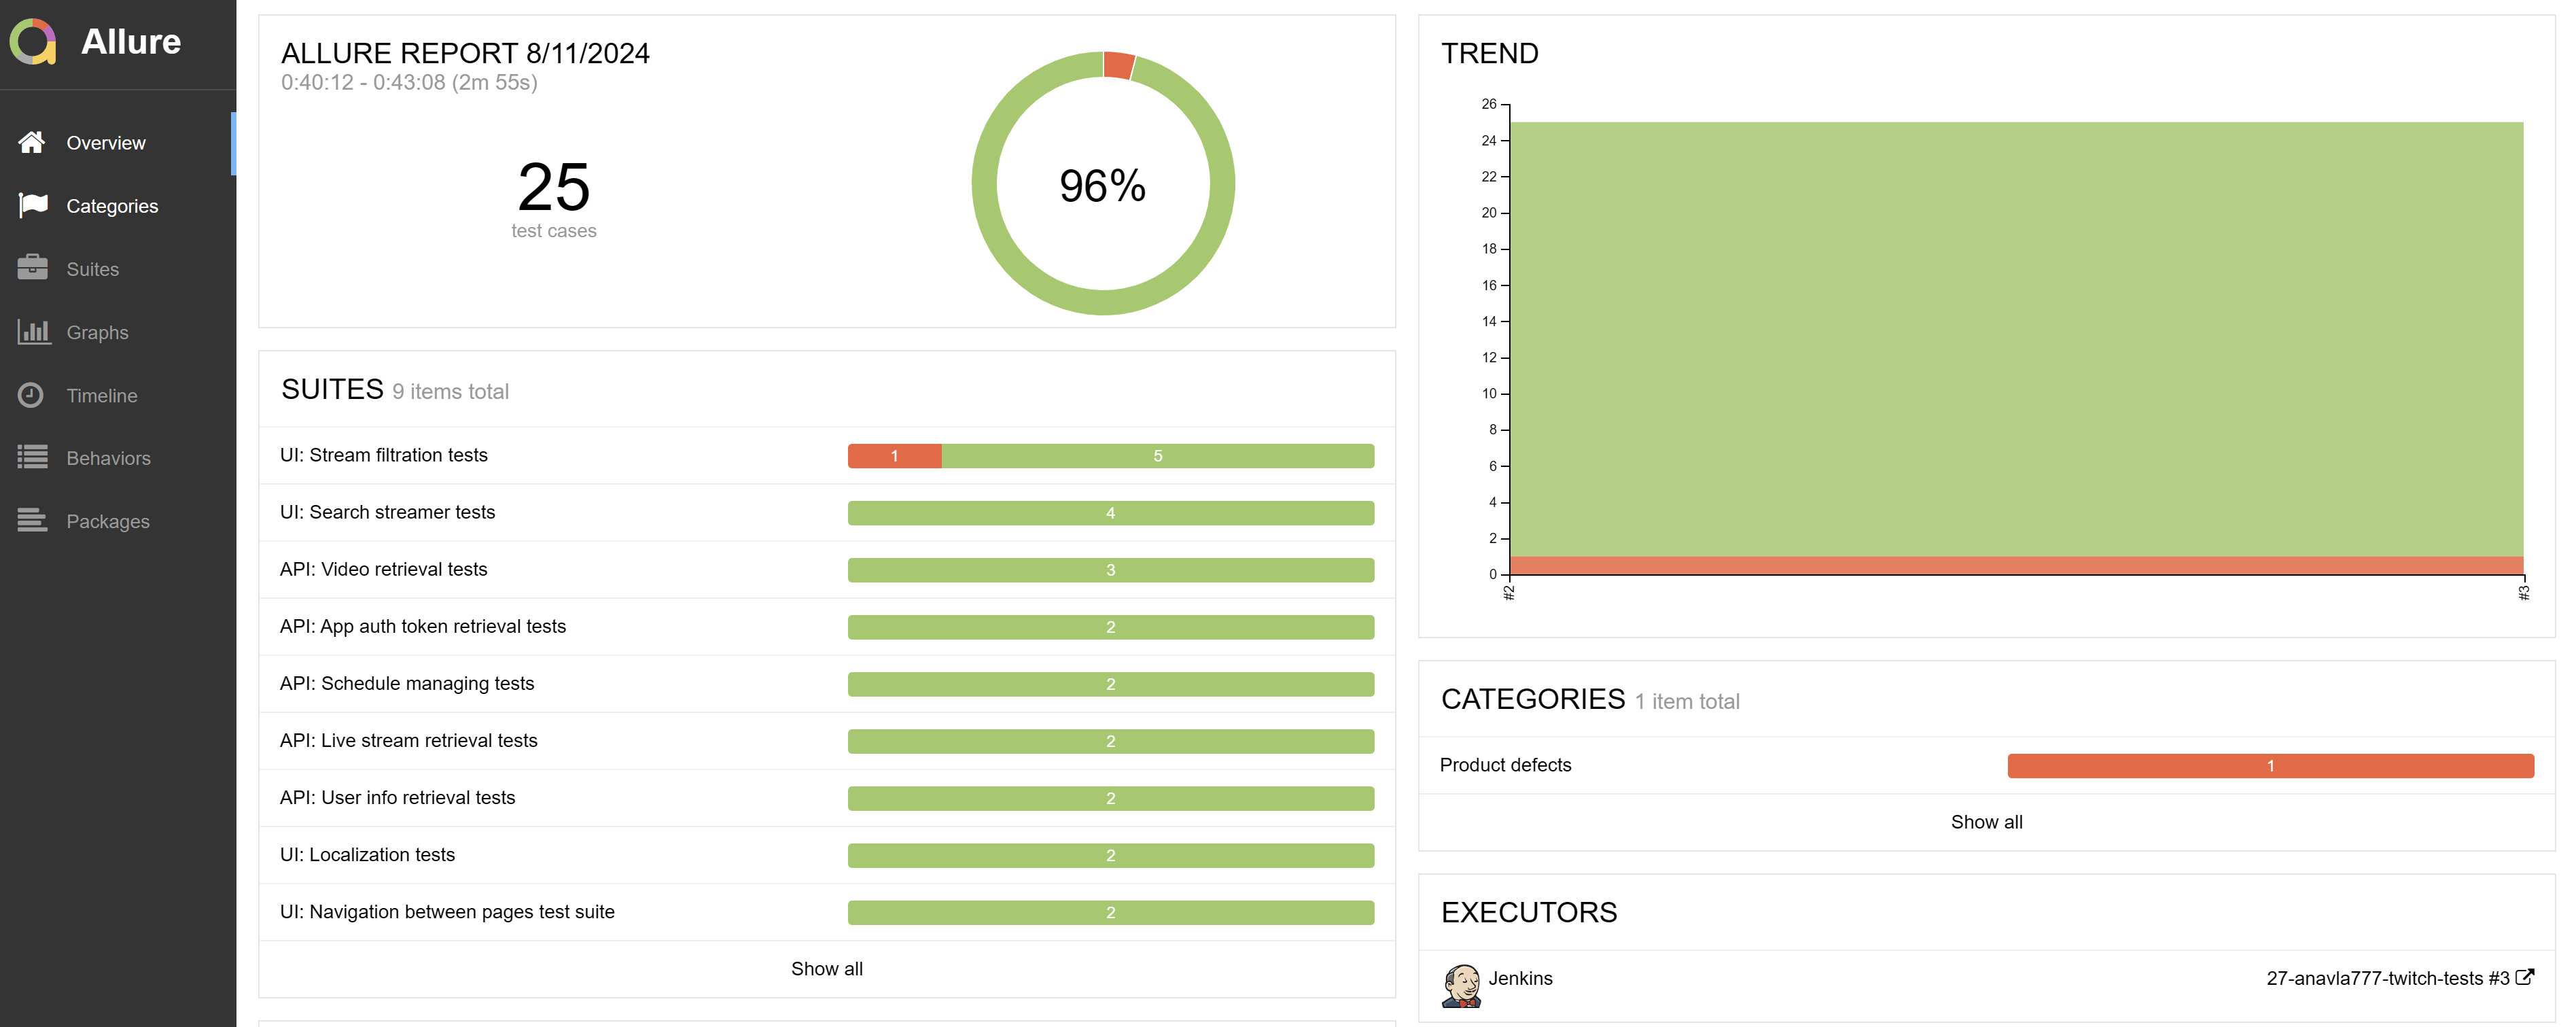 Allure
Overview
Categories
Suites
Graphs
Timeline
Behaviors
Packages
ALLURE REPORT 8/11/2024
0:40:12 - 0:43:08 (2m 55s)
25
test cases
96%
SUITES 9 items total
UI: Stream filtration tests 1 5
UI: Search streamer tests 4
API: Video retrieval tests 3
API: App auth token retrieval tests 2
API: Schedule managing tests 2
API: Live stream retrieval tests 2
API: User info retrieval tests 2
UI: Localization tests 2
UI: Navigation between pages test suite 2
Show all
TREND
26
24
22
20
18
16
14
12
10
8
6
4
2
0
#2 #3
CATEGORIES 1 item total
Product defects 1
Show all
EXECUTORS
Jenkins 27-anavla777-twitch-tests #3